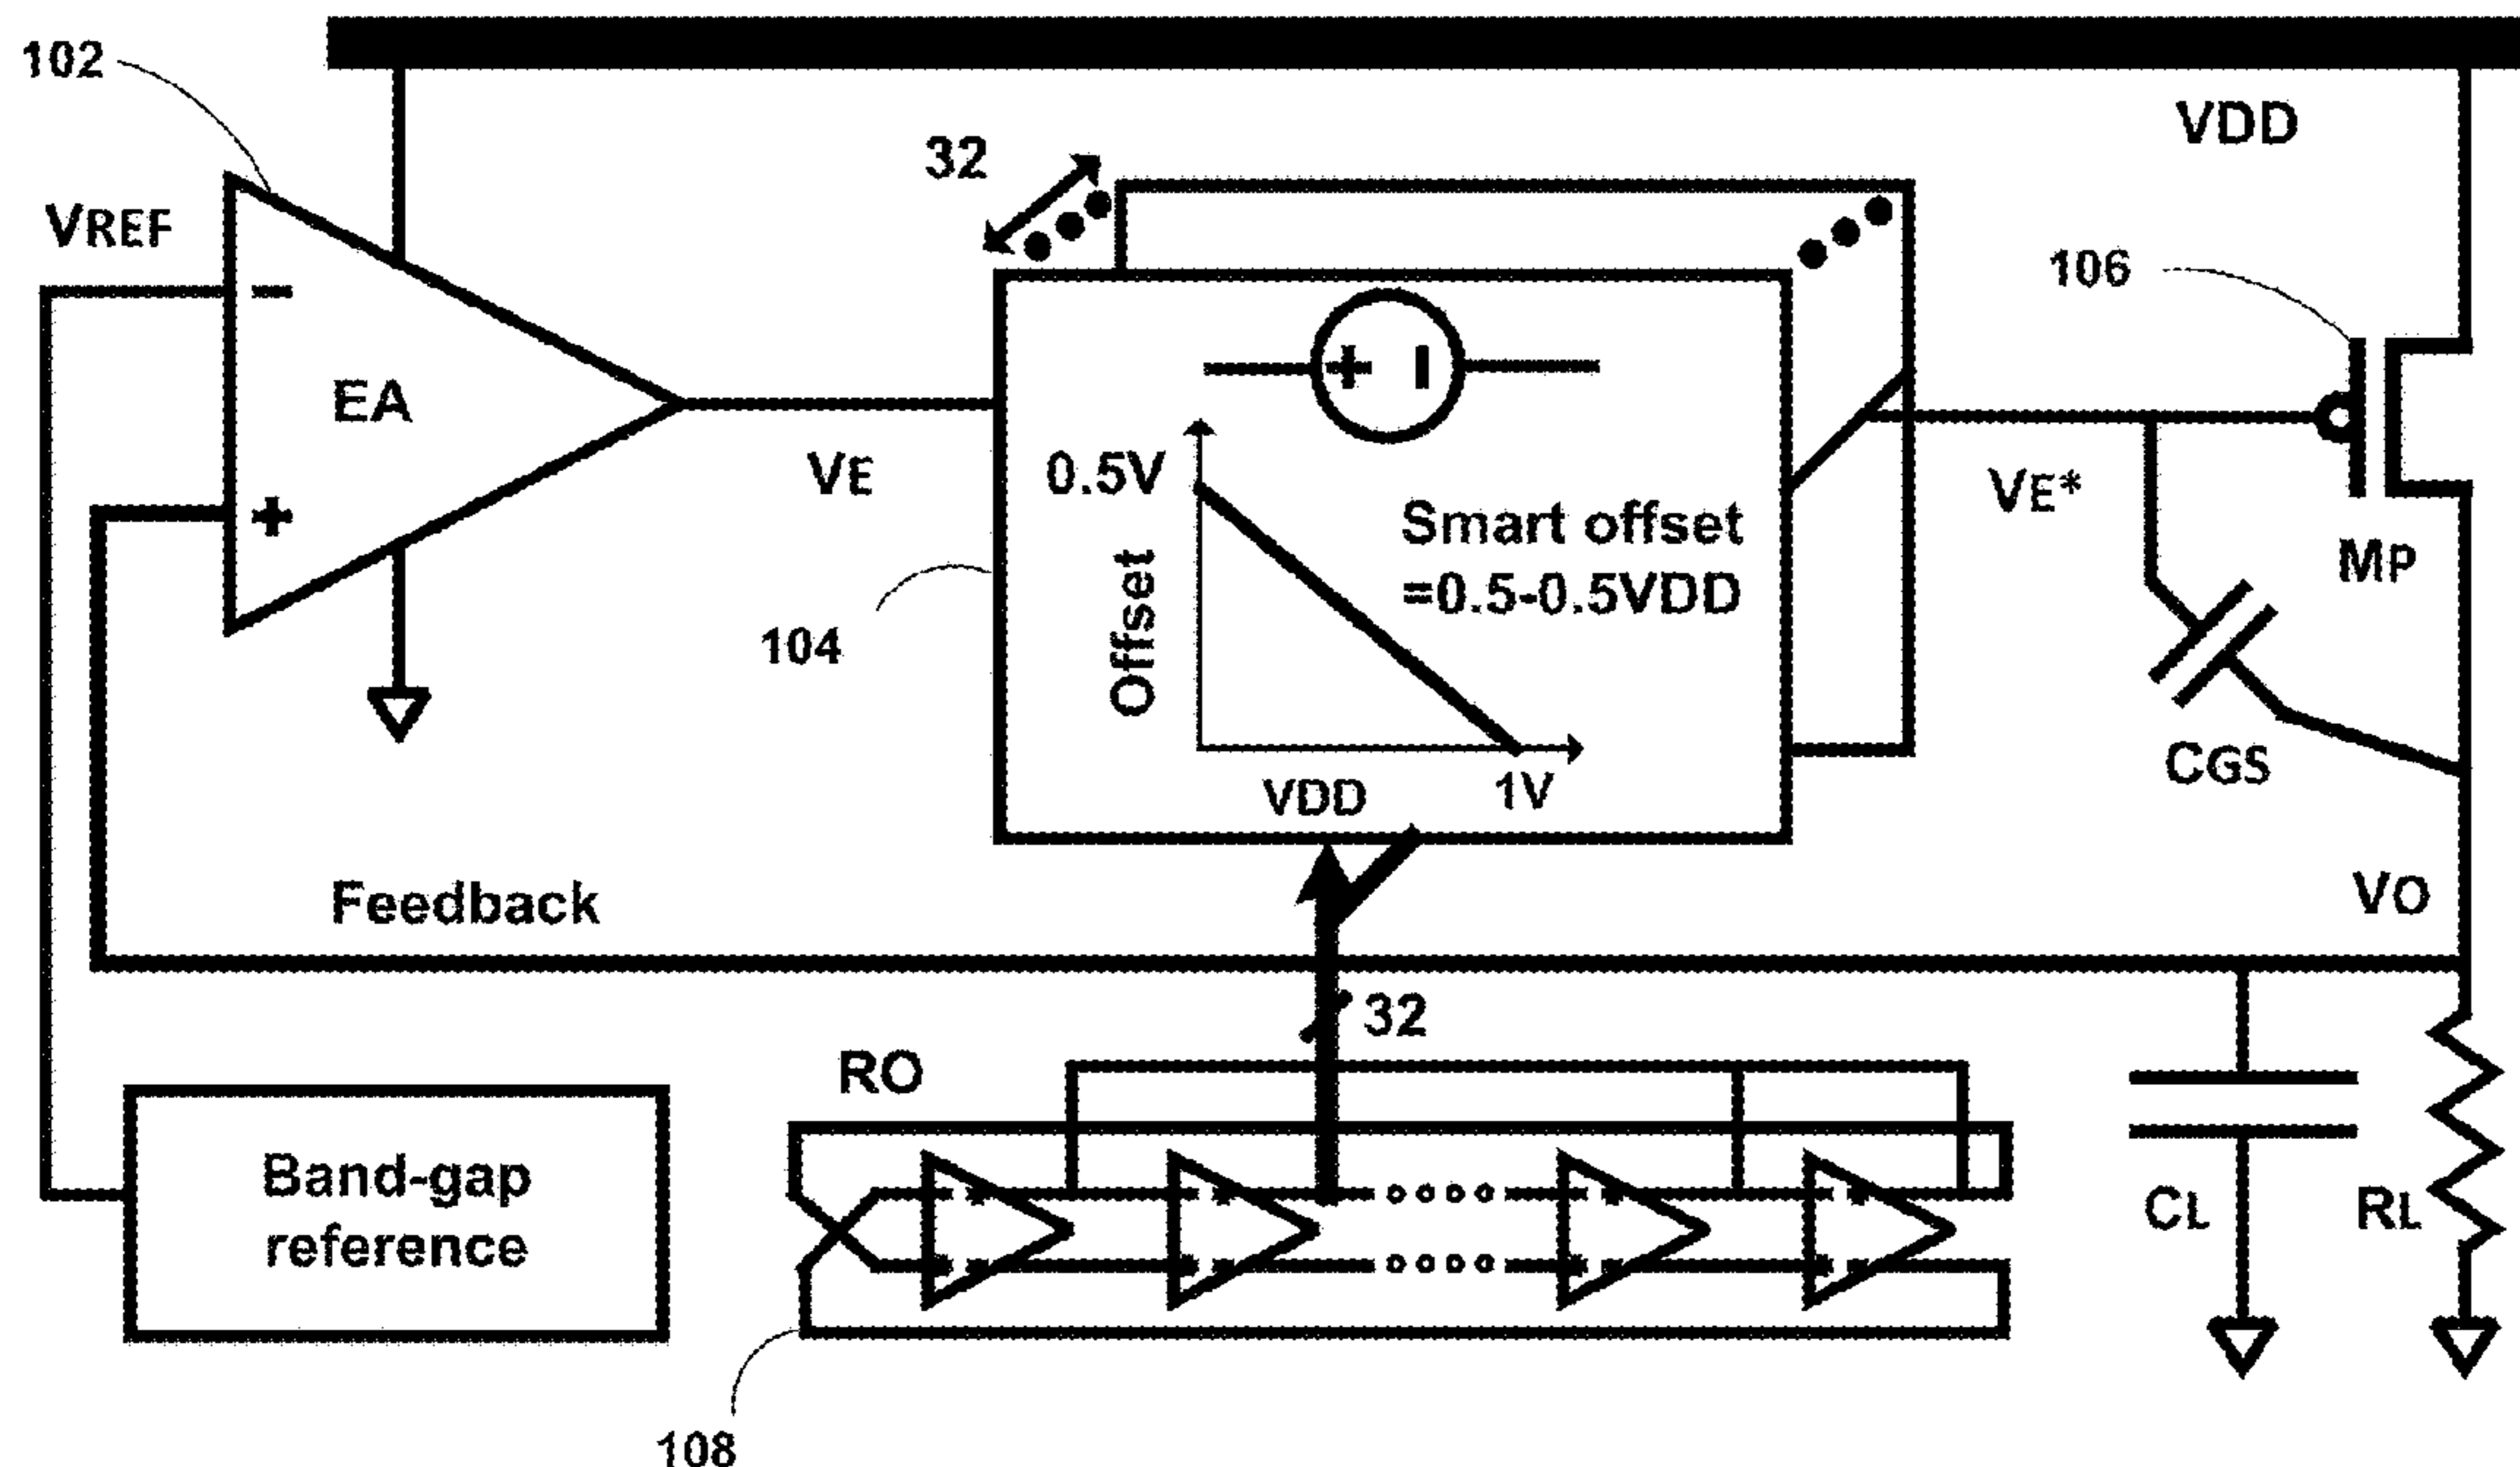 102
VDD
32
VREF
106
-
EA
+ -
VE
0.5V
VE*
Smart offset
=0.5-0.5VDD
+
MP
Offset
104
CGS
VDD
1V
Feedback
VO
32
RO
Band-gap
reference
CL
RL
108